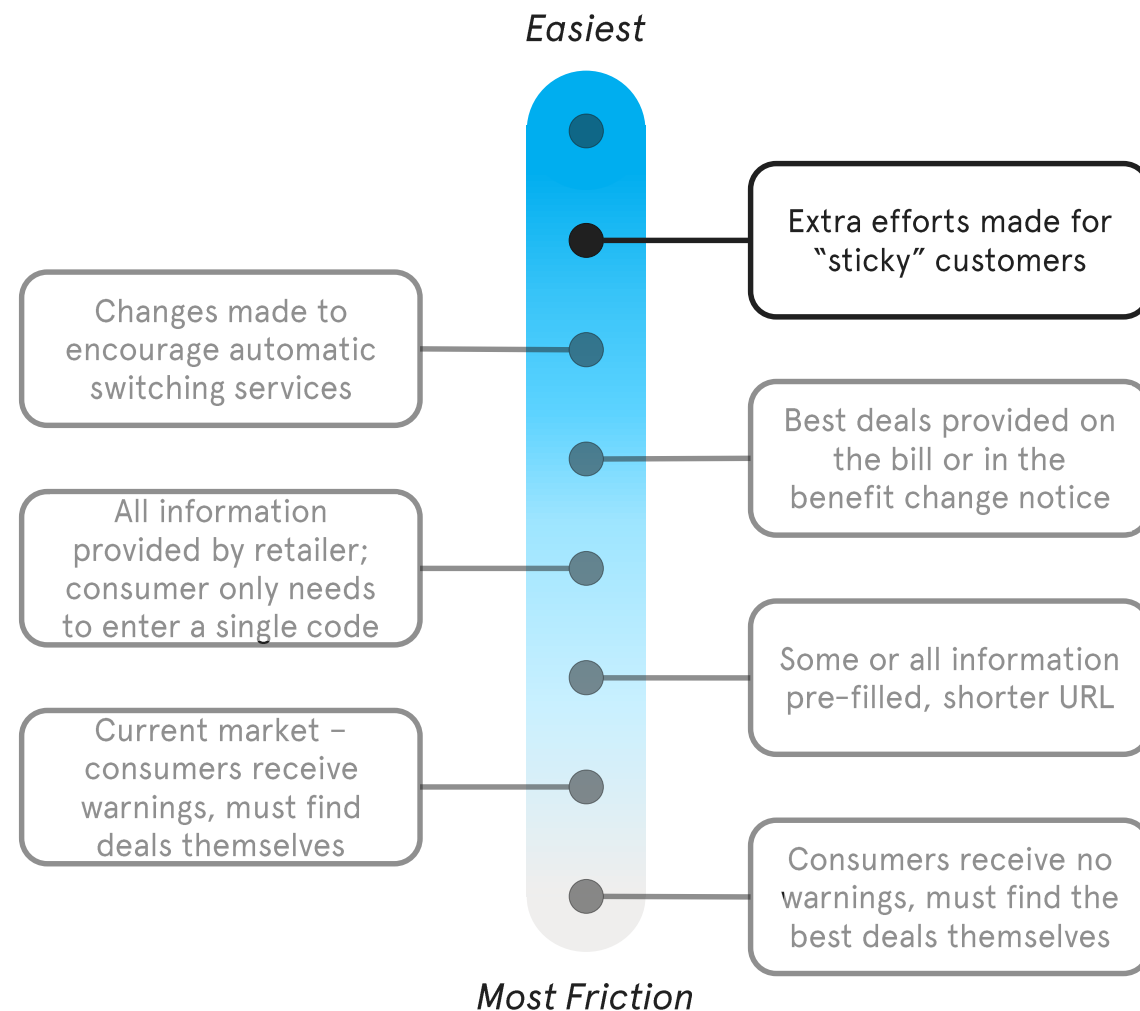 Easiest
Extra efforts made for
“sticky” customers
Changes made to
encourage automatic
switching services
Best deals provided on
the bill or in the
benefit change notice
All information
provided by retailer;
consumer only needs
to enter a single code
Some or all information
pre-filled, shorter URL
Current market –
consumers receive
warnings, must find
deals themselves
Consumers receive no
warnings, must find the
best deals themselves
Most Friction